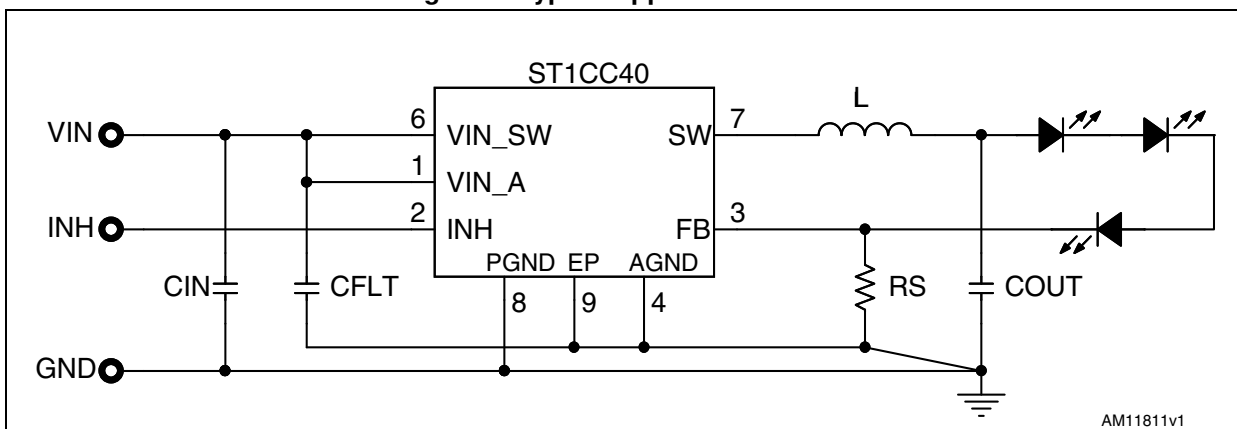 ST1CC40
L
VIN
6
VIN_SW
SW
7
1
VIN_A
INH
2
INH
FB
3
PGND
EP
AGND
CIN
CFLT
8
9
4
RS
COUT
GND
AM11811v1